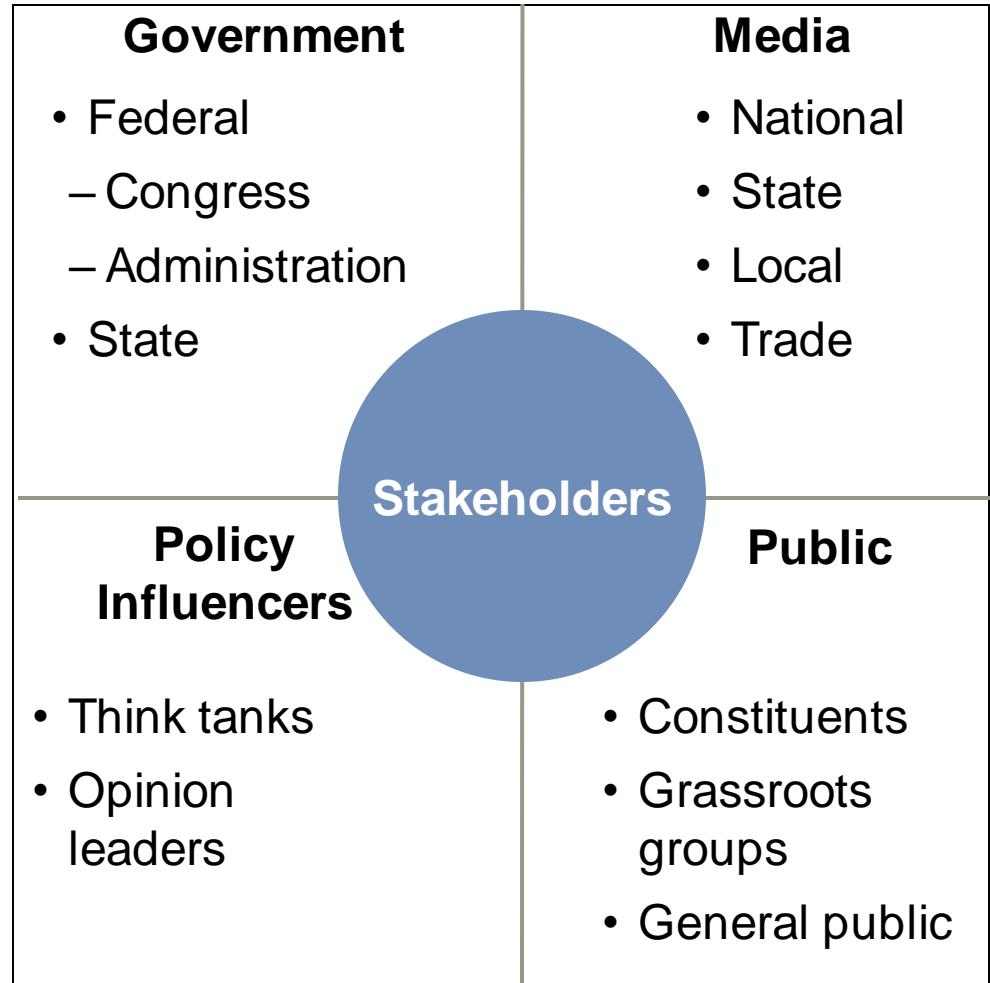 Government
• Federal
– Congress
– Administration
• State
Media
• National
• State
• Local
• Trade
Stakeholders
Policy
Influencers
• Think tanks
• Opinion
leaders
Public
• Constituents
• Grassroots
groups
• General public